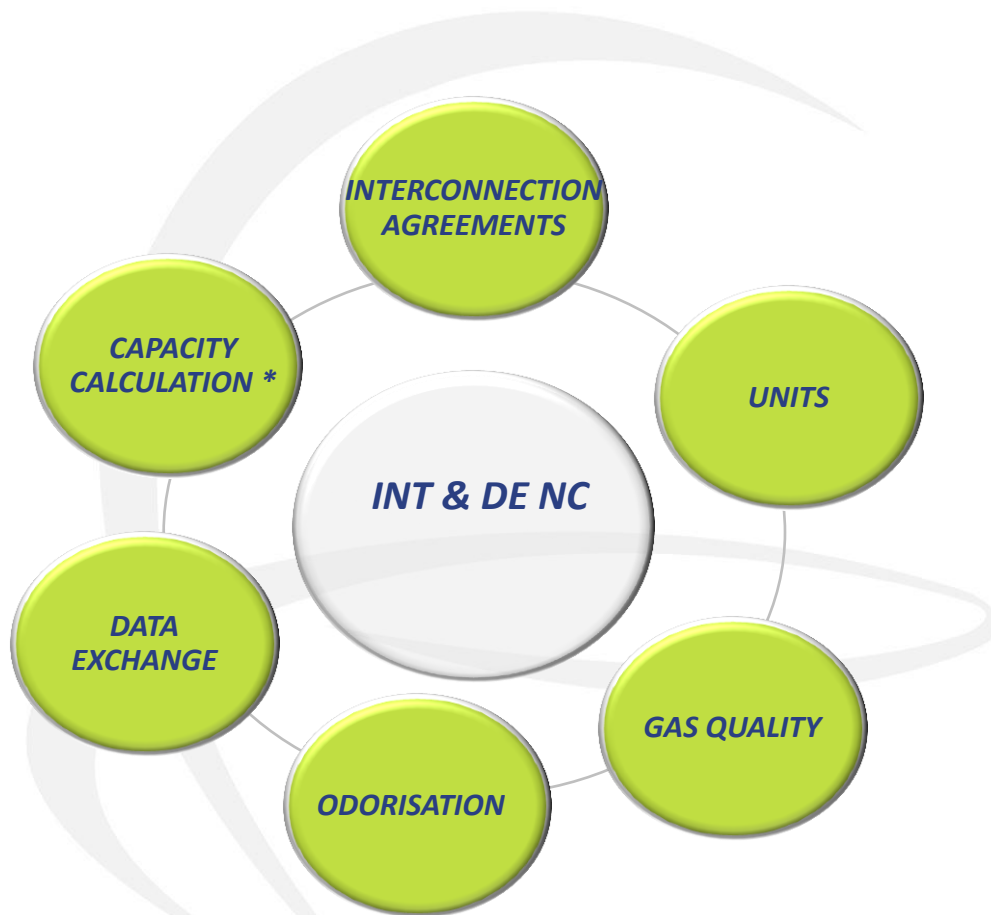 INTERCONNECTION
AGREEMENTS
UNITS
GAS QUALITY
ODORISATION
DATA
EXCHANGE
CAPACITY
CALCULATION *
INT & DE NC